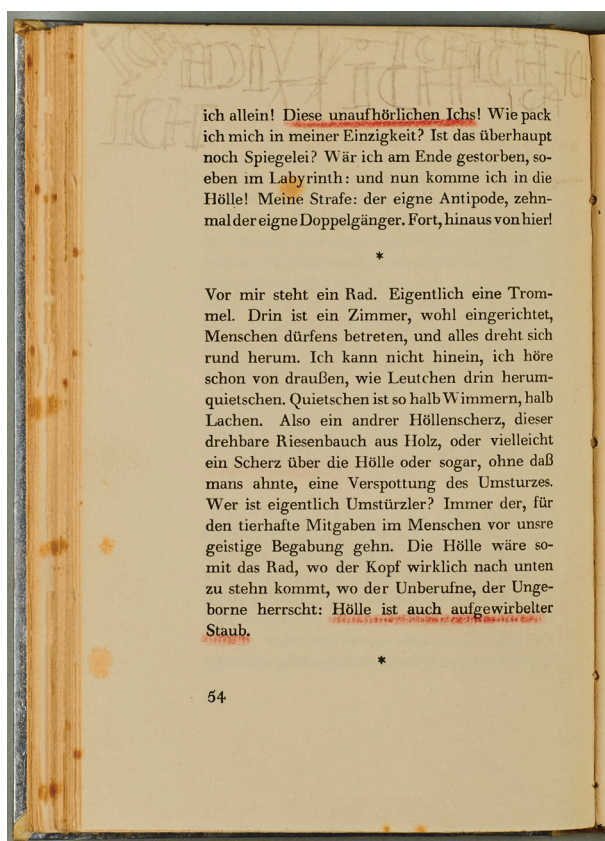 ich allein! Diese unaufhörlichen Ichs! Wie pack
ich mich in meiner Einzigkeit? Ist das überhaupt
noch Spiegelei? Wär ich am Ende gestorben, so-
eben im Labyrinth: und nun komme ich in die
Hölle! Meine Strafe: der eigne Antipode, zehn-
mal der eigne Doppelgänger. Fort, hinaus von hier!
*
Vor mir steht ein Rad. Eigentlich eine Trom-
mel. Drin ist ein Zimmer, wohl eingerichtet,
Menschen dürfens betreten, und alles dreht sich
rund herum. Ich kann nicht hinein, ich höre
schon von draußen, wie Leutchen drin herum-
quietschen. Quietschen ist so halb Wimmern, halb
Lachen. Also ein andrer Höllenscherz, dieser
drehbare Riesenbauch aus Holz, oder vielleicht
ein Scherz über die Hölle oder sogar, ohne daß
mans ahnte, eine Verspottung des Umsturzes.
Wer ist eigentlich Umstürzler? Immer der, für
den tierhafte Mitgaben im Menschen vor unsre
geistige Begabung gehn. Die Hölle wäre so-
mit das Rad, wo der Kopf wirklich nach unten
zu stehn kommt, wo der Unberufne, der Unge-
borne herrscht: Hölle ist auch aufgewirbelter
Staub.
*
54